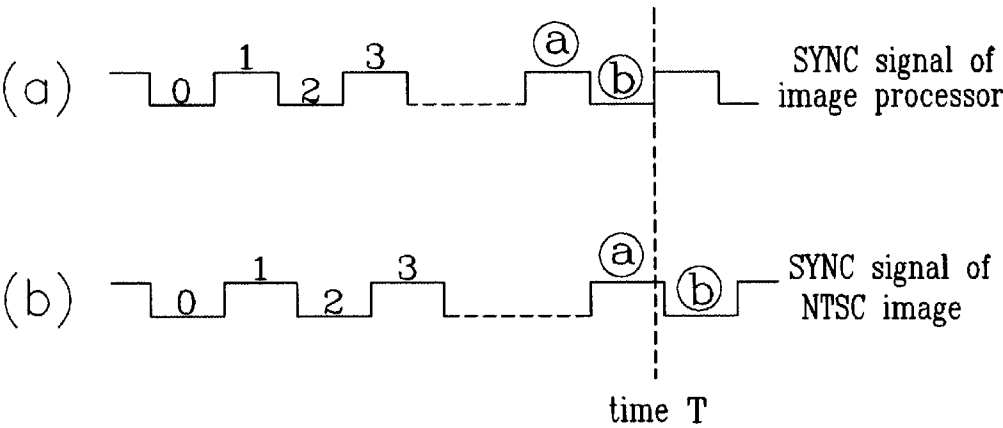 (a)
0 1 2 3 a b
SYNC signal of
image processor
(b)
0 1 2 3 a b
SYNC signal of
NTSC image
time T